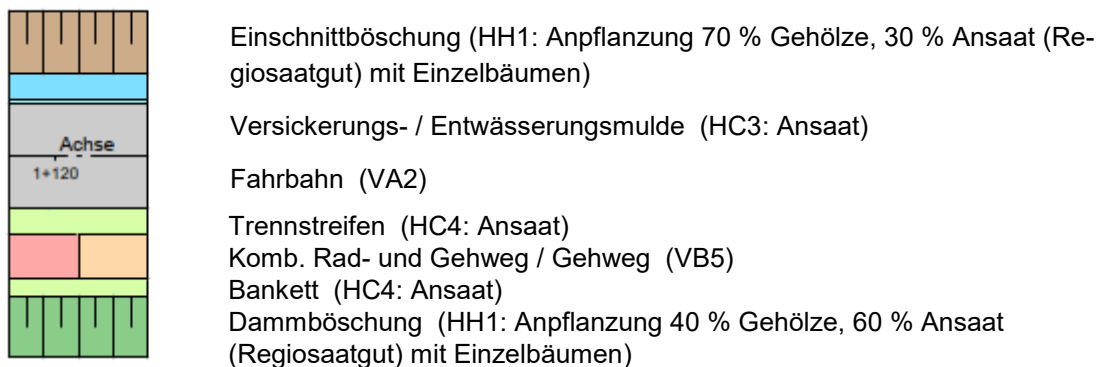 Einschnittböschung (HH1: Anpflanzung 70 % Gehölze, 30 % Ansaat (Re-
giosaatgut) mit Einzelbäumen)
Versickerungs- / Entwässerungsmulde (HC3: Ansaat)
Achse
1+120
Fahrbahn (VA2)
Trennstreifen (HC4: Ansaat)
Komb. Rad- und Gehweg / Gehweg (VB5)
Bankett (HC4: Ansaat)
Dammböschung (HH1: Anpflanzung 40 % Gehölze, 60 % Ansaat
(Regiosaatgut) mit Einzelbäumen)